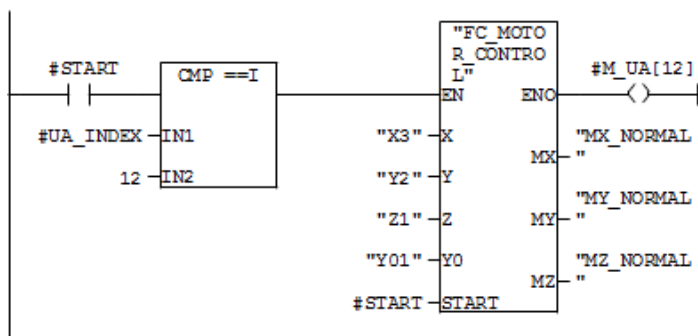 "FC_MOTO
R_CONTRO
L"
#START
CMP ==I
#M_UA[12]
EN ENO
#UA_INDEX IN1
"X3" X
"MX_NORMAL
MX "
12 IN2
"Y2" Y
"MY_NORMAL
"Z1" Z
MY "
"Y01" Y0
"MZ_NORMAL
MZ "
#START START